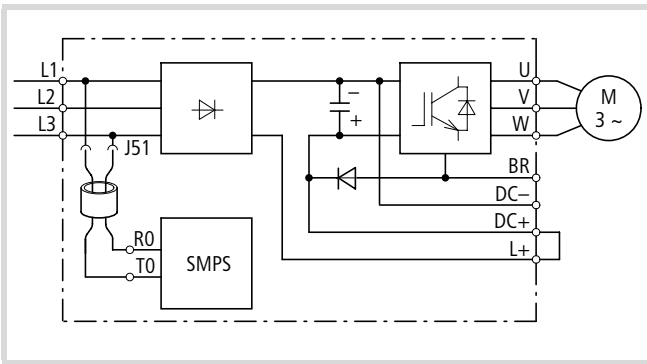 L1
L2
L3
J51
R0
T0
SMPS
−
+
U
V
W
M
3 ~
BR
DC−
DC+
L+